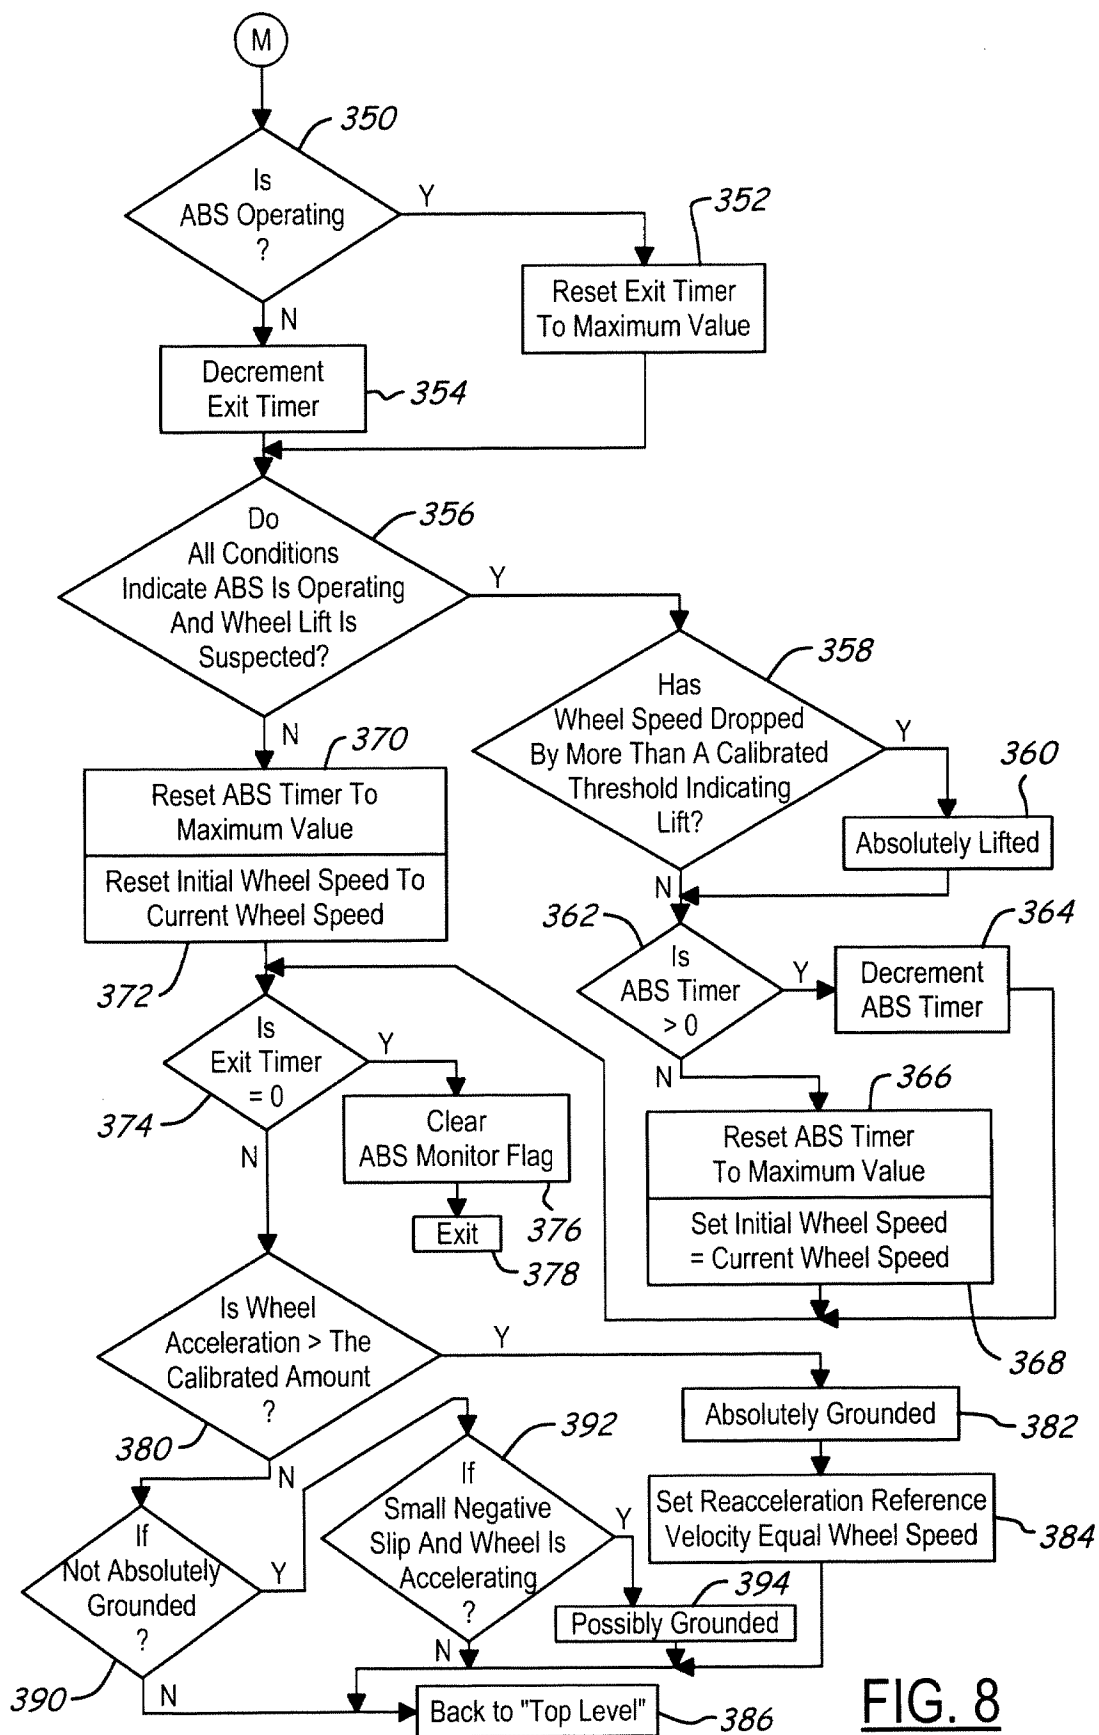 M
350
Is
ABS Operating
?
Y
352
Reset Exit Timer
To Maximum Value
N
Decrement
Exit Timer
354
356
Do
All Conditions
Indicate ABS Is Operating
And Wheel Lift Is
Suspected?
Y
358
Has
Wheel Speed Dropped
By More Than A Calibrated
Threshold Indicating
Lift?
Y
360
Absolutely Lifted
N
370
Reset ABS Timer To
Maximum Value
Reset Initial Wheel Speed To
Current Wheel Speed
372
N
362
Is
ABS Timer
> 0
Y
364
Decrement
ABS Timer
N
366
Reset ABS Timer
To Maximum Value
Set Initial Wheel Speed
= Current Wheel Speed
368
Is
Exit Timer
= 0
374
Y
Clear
ABS Monitor Flag
376
Exit
378
N
Is Wheel
Acceleration > The
Calibrated Amount
?
380
Y
Absolutely Grounded
382
Set Reacceleration Reference
Velocity Equal Wheel Speed
384
N
If
Not Absolutely
Grounded
?
390
Y
392
If
Small Negative
Slip And Wheel Is
Accelerating
?
Y
394
Possibly Grounded
N
N
Back to "Top Level"
386
FIG. 8